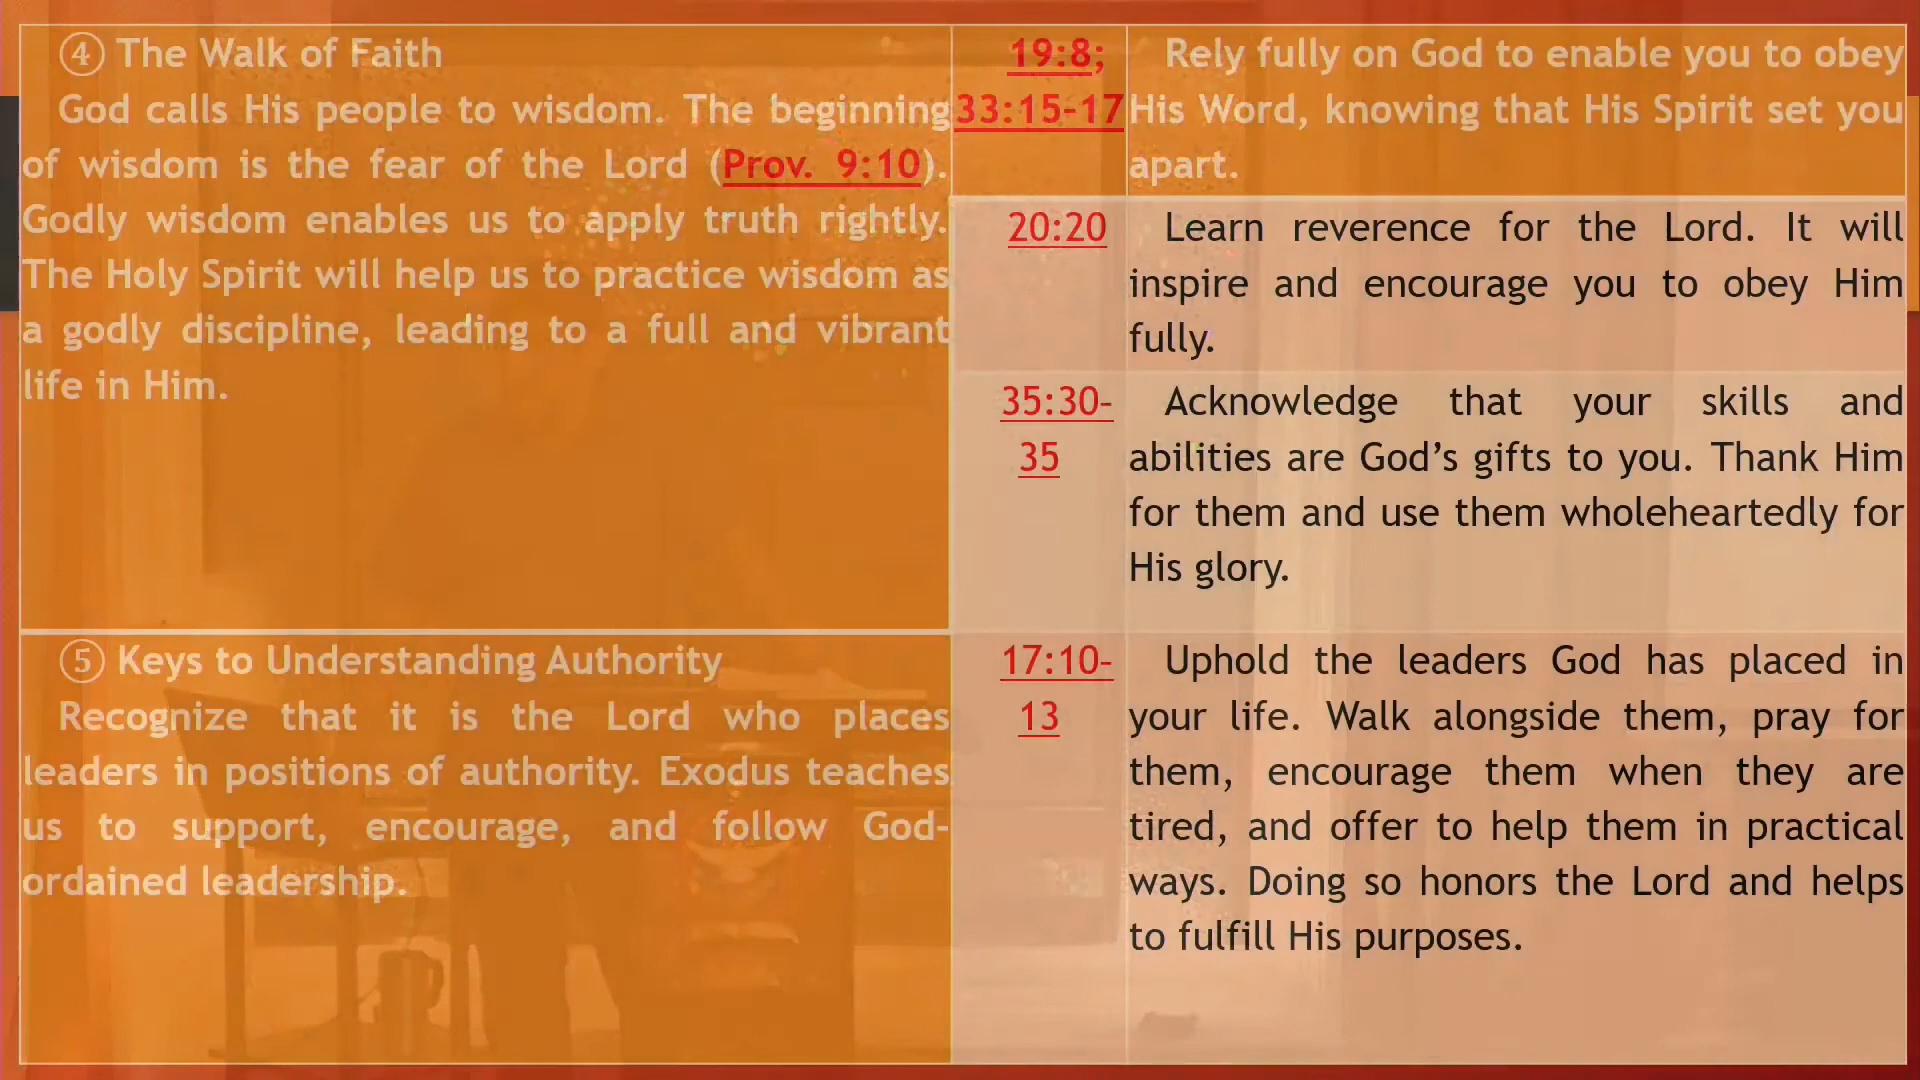 ④ The Walk of Faith
God calls His people to wisdom. The beginning
of wisdom is the fear of the Lord (Prov. 9:10).
Godly wisdom enables us to apply truth rightly.
The Holy Spirit will help us to practice wisdom as
a godly discipline, leading to a full and vibrant
life in Him.
19:8;
33:15-17
Rely fully on God to enable you to obey
His Word, knowing that His Spirit set you
apart.
20:20
Learn reverence for the Lord. It will
inspire and encourage you to obey Him
fully.
35:30-
35
Acknowledge that your skills and
abilities are God’s gifts to you. Thank Him
for them and use them wholeheartedly for
His glory.
⑤ Keys to Understanding Authority
Recognize that it is the Lord who places
leaders in positions of authority. Exodus teaches
us to support, encourage, and follow God-
ordained leadership.
17:10-
13
Uphold the leaders God has placed in
your life. Walk alongside them, pray for
them, encourage them when they are
tired, and offer to help them in practical
ways. Doing so honors the Lord and helps
to fulfill His purposes.